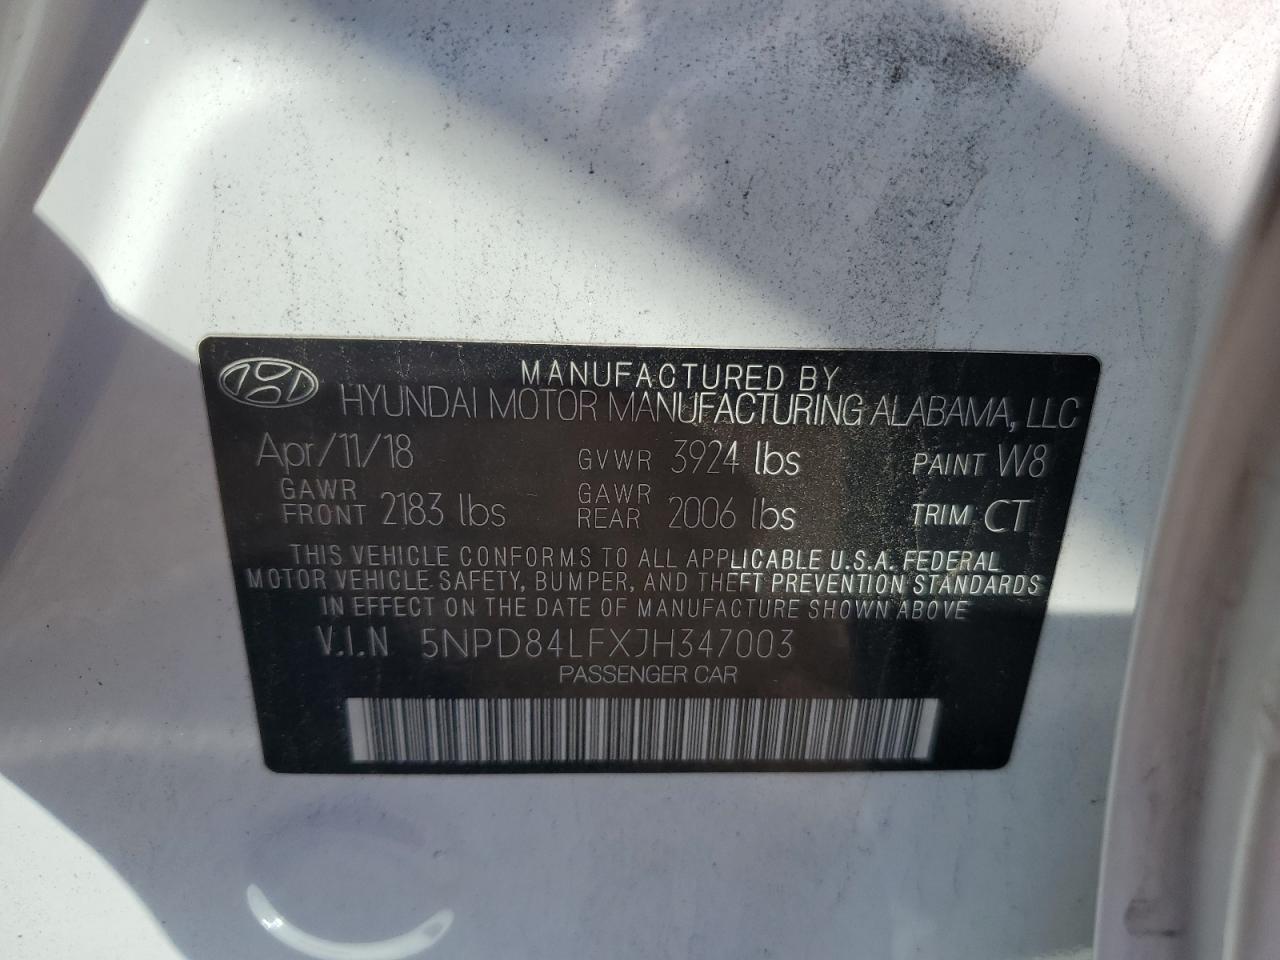 MANUFACTURED BY
HYUNDAI MOTOR MANUFACTURING ALABAMA, LLC
Apr/11/18 GVWR 3924 lbs PAINT W8
GAWR FRONT 2183 lbs GAWR REAR 2006 lbs TRIM CT
THIS VEHICLE CONFORMS TO ALL APPLICABLE U.S.A. FEDERAL
MOTOR VEHICLE SAFETY, BUMPER, AND THEFT PREVENTION STANDARDS
IN EFFECT ON THE DATE OF MANUFACTURE SHOWN ABOVE
V.I.N 5NPD84LFXJH347003
PASSENGER CAR